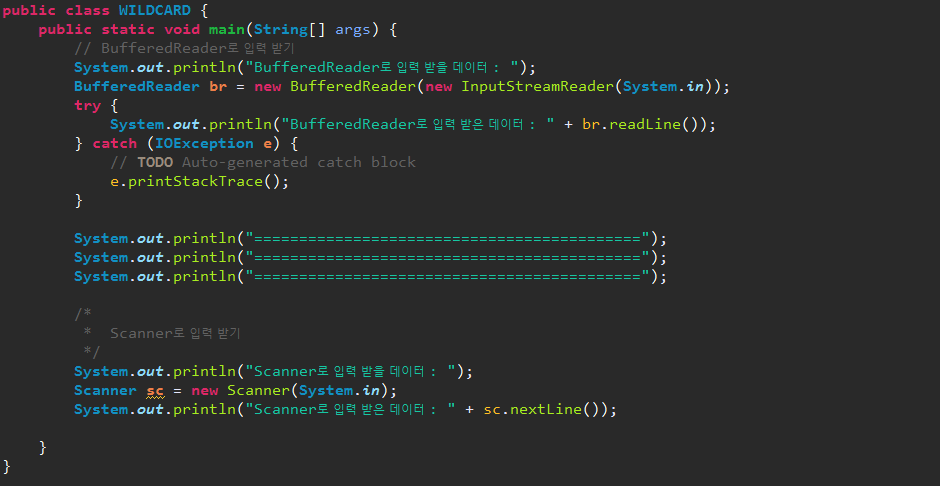 public class WILDCARD {
public static void main(String[] args) {
// BufferedReader로 입력 받기
System.out.println("BufferedReader로 입력 받을 데이터 : ");
BufferedReader br = new BufferedReader(new InputStreamReader(System.in));
try {
System.out.println("BufferedReader로 입력 받은 데이터 : " + br.readLine());
} catch (IOException e) {
// TODO Auto-generated catch block
e.printStackTrace();
}
System.out.println("===========================================");
System.out.println("===========================================");
System.out.println("===========================================");
/*
* Scanner로 입력 받기
*/
System.out.println("Scanner로 입력 받을 데이터 : ");
Scanner sc = new Scanner(System.in);
System.out.println("Scanner로 입력 받은 데이터 : " + sc.nextLine());
}
}